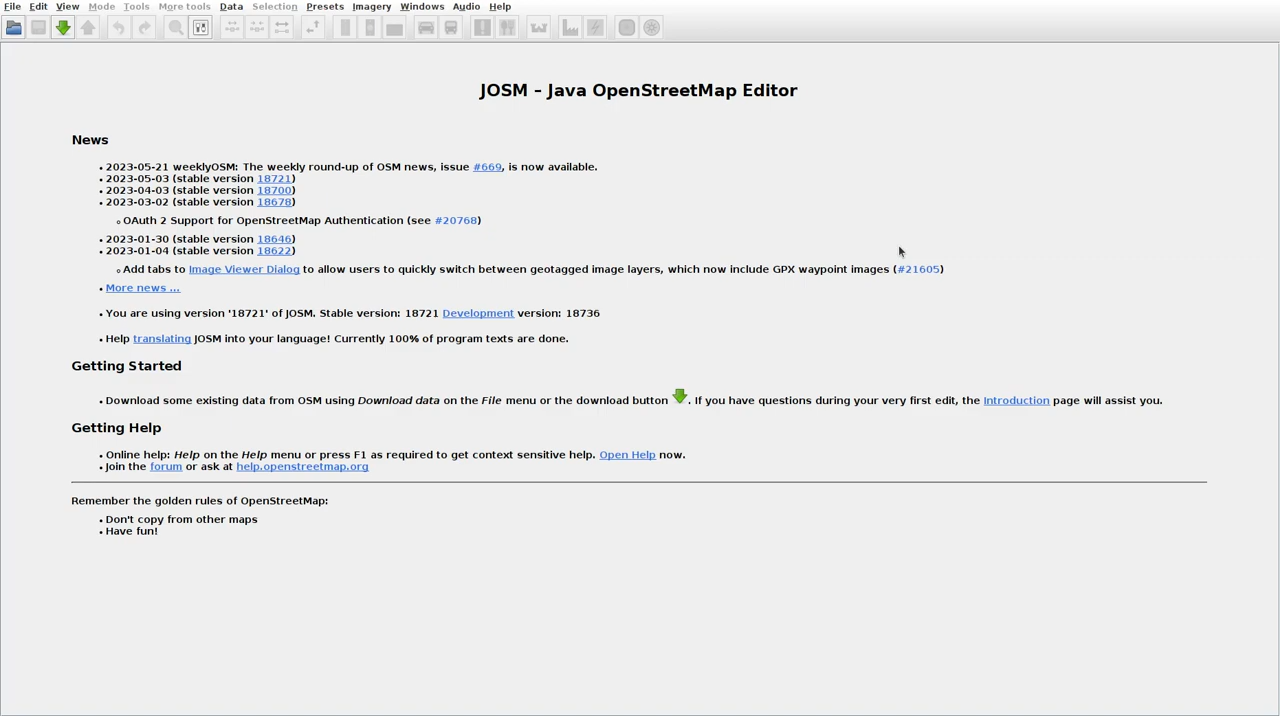 File Edit View Mode Tools More tools Data Selection Presets Imagery Windows Audio Help
JOSM – Java OpenStreetMap Editor
News
• 2023-05-21 weeklyOSM: The weekly round-up of OSM news, issue #669, is now available.
• 2023-05-03 (stable version 18721)
• 2023-04-03 (stable version 18700)
• 2023-03-02 (stable version 18678)
◦ OAuth 2 Support for OpenStreetMap Authentication (see #20768)
• 2023-01-30 (stable version 18646)
• 2023-01-04 (stable version 18622)
◦ Add tabs to Image Viewer Dialog to allow users to quickly switch between geotagged image layers, which now include GPX waypoint images (#21605)
• More news ...
• You are using version '18721' of JOSM. Stable version: 18721 Development version: 18736
• Help translating JOSM into your language! Currently 100% of program texts are done.
Getting Started
• Download some existing data from OSM using Download data on the File menu or the download button . If you have questions during your very first edit, the Introduction page will assist you.
Getting Help
• Online help: Help on the Help menu or press F1 as required to get context sensitive help. Open Help now.
• Join the forum or ask at help.openstreetmap.org
Remember the golden rules of OpenStreetMap:
• Don't copy from other maps
• Have fun!